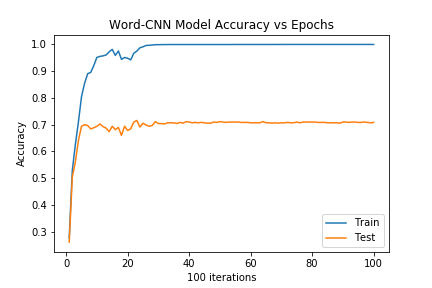 Word-CNN Model Accuracy vs Epochs
1.0
0.9
0.8
0.7
0.6
0.5
0.4
0.3
Accuracy
0 20 40 60 80 100
100 iterations
Train
Test